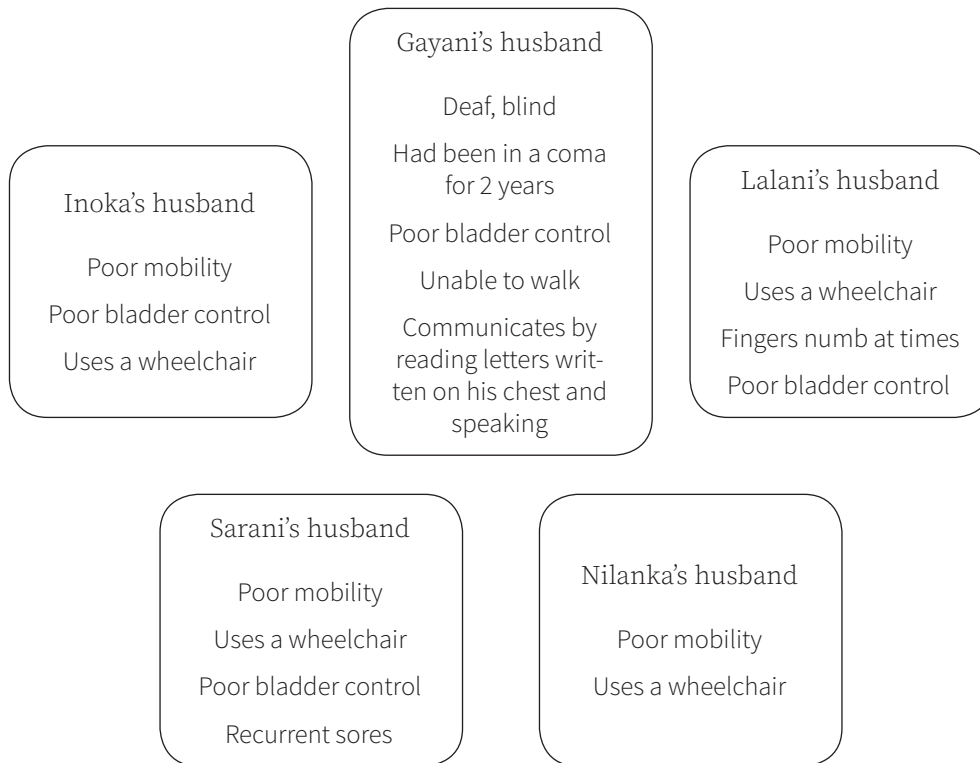 Gayani’s husband
Deaf, blind
Had been in a coma
for 2 years
Poor bladder control
Unable to walk
Communicates by
reading letters writ-
ten on his chest and
speaking
Inoka’s husband
Poor mobility
Poor bladder control
Uses a wheelchair
Lalani’s husband
Poor mobility
Uses a wheelchair
Fingers numb at times
Poor bladder control
Sarani’s husband
Poor mobility
Uses a wheelchair
Poor bladder control
Recurrent sores
Nilanka’s husband
Poor mobility
Uses a wheelchair